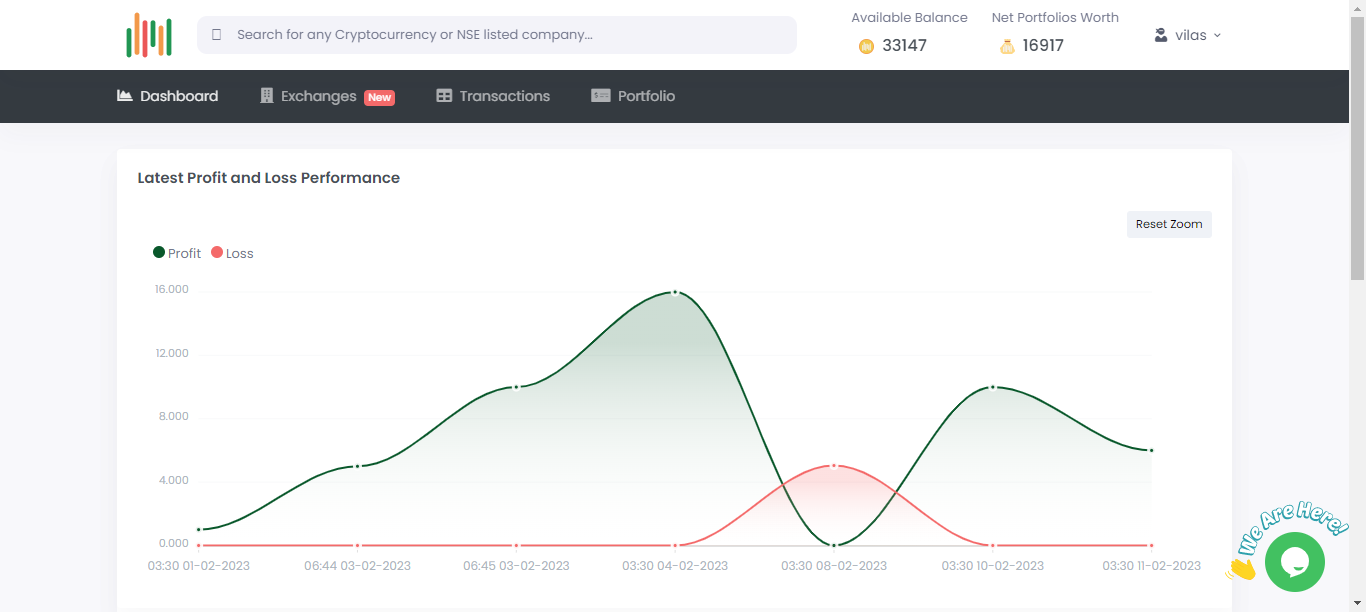 Search for any Cryptocurrency or NSE listed company...
Available Balance
33147
Net Portfolios Worth
16917
vilas
Dashboard
Exchanges New
Transactions
Portfolio
Latest Profit and Loss Performance
Reset Zoom
Profit
Loss
16.000
12.000
8.000
4.000
0.000
03:30 01-02-2023
06:44 03-02-2023
06:45 03-02-2023
03:30 04-02-2023
03:30 08-02-2023
03:30 10-02-2023
03:30 11-02-2023
We Are Here!